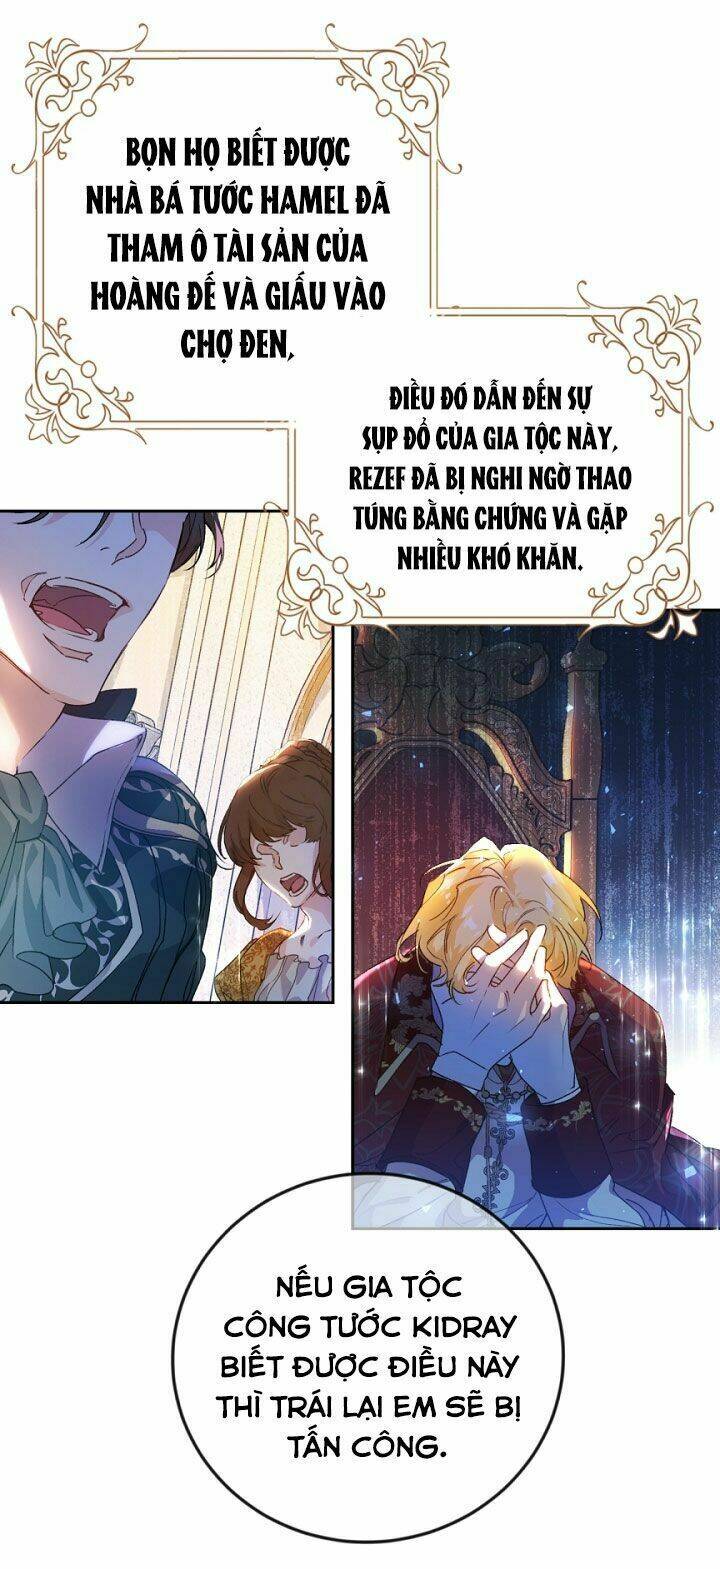 BỌN HỌ BIẾT ĐƯỢC
NHÀ BÁ TƯỚC HAMEL ĐÃ
THAM Ô TÀI SẢN CỦA
HOÀNG ĐẾ VÀ GIẤU VÀO
CHỢ ĐEN,
ĐIỀU ĐÓ DẪN ĐẾN SỰ
SỤP ĐỔ CỦA GIA TỘC NÀY,
REZEF ĐÃ BỊ NGHI NGỜ THAO
TÚNG BẰNG CHỨNG VÀ GẶP
NHIỀU KHÓ KHĂN.
NẾU GIA TỘC
CÔNG TƯỚC KIDRAY
BIẾT ĐƯỢC ĐIỀU NÀY
THÌ TRÁI LẠI EM SẼ BỊ
TẤN CÔNG.